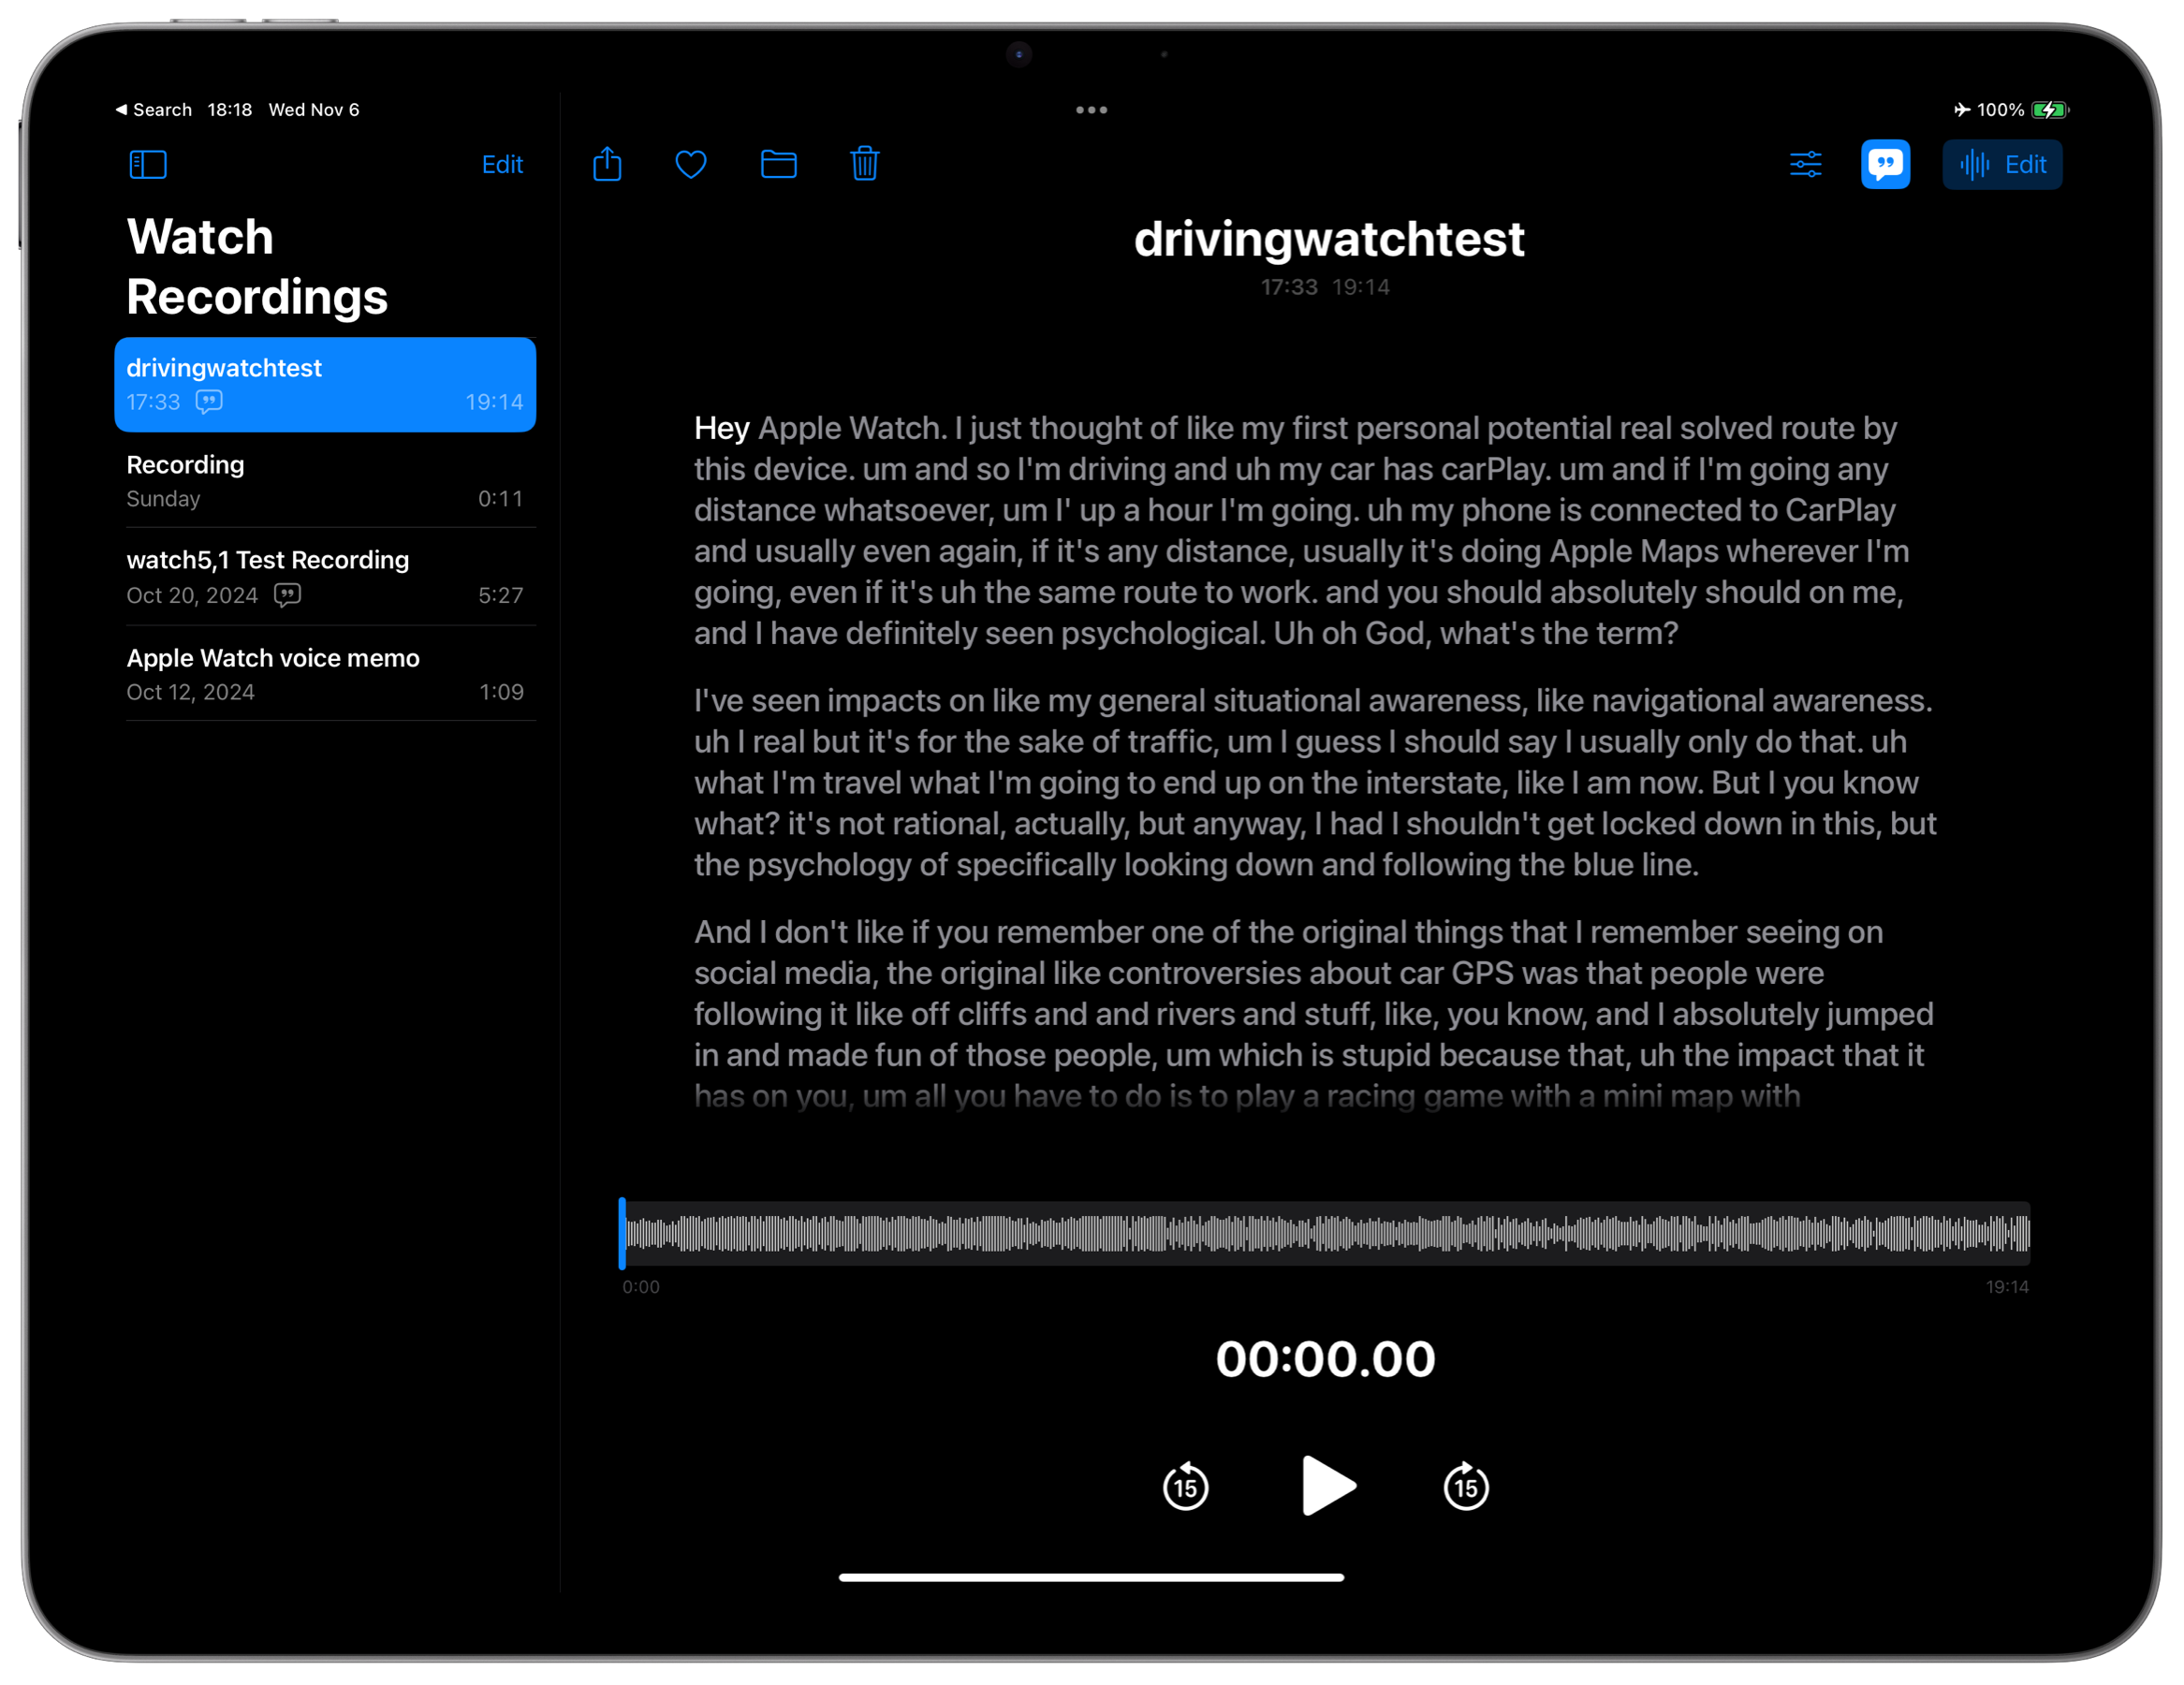 ◀ Search 18:18 Wed Nov 6
100%
Edit
Edit
Watch
Recordings
drivingwatchtest
17:33 19:14
Recording
Sunday 0:11
watch5,1 Test Recording
Oct 20, 2024 5:27
Apple Watch voice memo
Oct 12, 2024 1:09
drivingwatchtest
17:33 19:14
Hey Apple Watch. I just thought of like my first personal potential real solved route by
this device. um and so I'm driving and uh my car has carPlay. um and if I'm going any
distance whatsoever, um I' up a hour I'm going. uh my phone is connected to CarPlay
and usually even again, if it's any distance, usually it's doing Apple Maps wherever I'm
going, even if it's uh the same route to work. and you should absolutely should on me,
and I have definitely seen psychological. Uh oh God, what's the term?
I've seen impacts on like my general situational awareness, like navigational awareness.
uh I real but it's for the sake of traffic, um I guess I should say I usually only do that. uh
what I'm travel what I'm going to end up on the interstate, like I am now. But I you know
what? it's not rational, actually, but anyway, I had I shouldn't get locked down in this, but
the psychology of specifically looking down and following the blue line.
And I don't like if you remember one of the original things that I remember seeing on
social media, the original like controversies about car GPS was that people were
following it like off cliffs and and rivers and stuff, like, you know, and I absolutely jumped
in and made fun of those people, um which is stupid because that, uh the impact that it
has on you, um all you have to do is to play a racing game with a mini map with
0:00 19:14
00:00.00
15 15